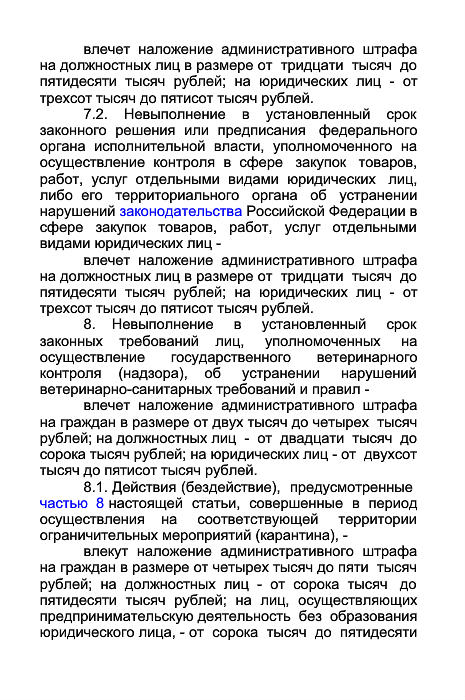 влечет наложение административного штрафа
на должностных лиц в размере от тридцати тысяч до
пятидесяти тысяч рублей; на юридических лиц - от
трехсот тысяч до пятисот тысяч рублей.
7.2. Невыполнение в установленный срок
законного решения или предписания федерального
органа исполнительной власти, уполномоченного на
осуществление контроля в сфере закупок товаров,
работ, услуг отдельными видами юридических лиц,
либо его территориального органа об устранении
нарушений законодательства Российской Федерации в
сфере закупок товаров, работ, услуг отдельными
видами юридических лиц -
влечет наложение административного штрафа
на должностных лиц в размере от тридцати тысяч до
пятидесяти тысяч рублей; на юридических лиц - от
трехсот тысяч до пятисот тысяч рублей.
8. Невыполнение в установленный срок
законных требований лиц, уполномоченных на
осуществление государственного ветеринарного
контроля (надзора), об устранении нарушений
ветеринарно-санитарных требований и правил -
влечет наложение административного штрафа
на граждан в размере от двух тысяч до четырех тысяч
рублей; на должностных лиц - от двадцати тысяч до
сорока тысяч рублей; на юридических лиц - от двухсот
тысяч до пятисот тысяч рублей.
8.1. Действия (бездействие), предусмотренные
частью 8 настоящей статьи, совершенные в период
осуществления на соответствующей территории
ограничительных мероприятий (карантина), -
влекут наложение административного штрафа
на граждан в размере от четырех тысяч до пяти тысяч
рублей; на должностных лиц - от сорока тысяч до
пятидесяти тысяч рублей; на лиц, осуществляющих
предпринимательскую деятельность без образования
юридического лица, - от сорока тысяч до пятидесяти